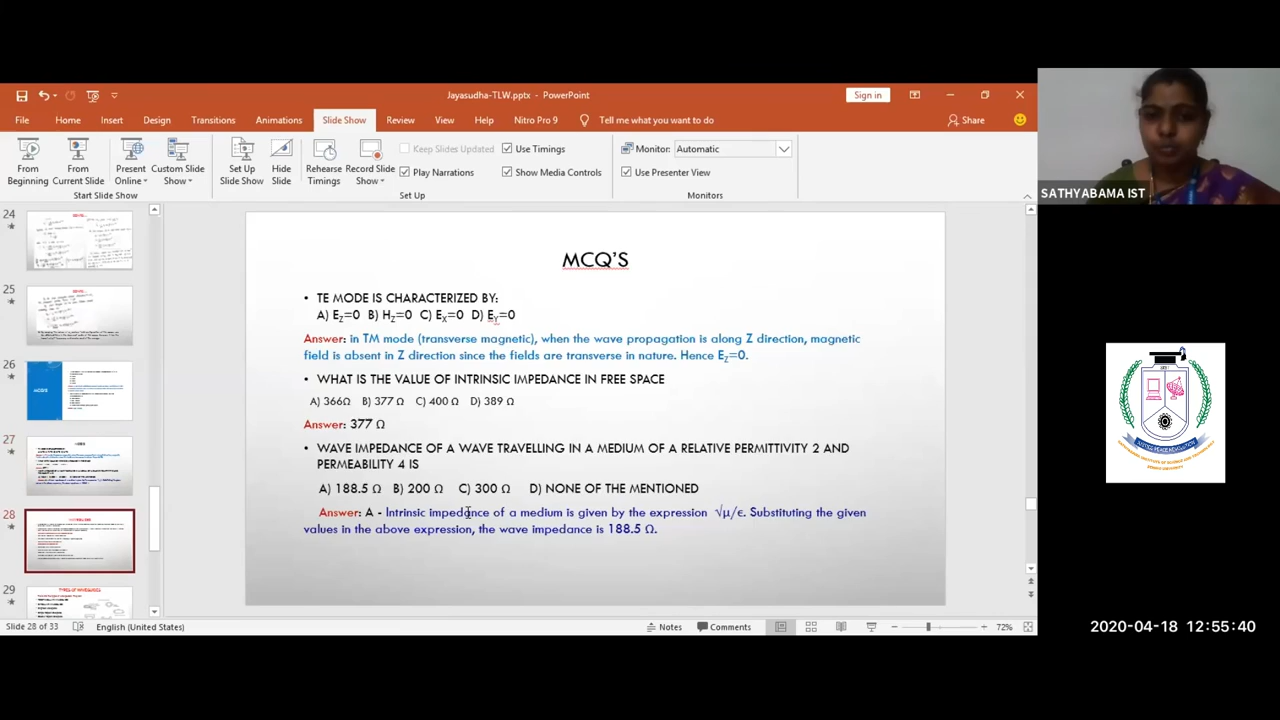 Jayasudha-TLW.pptx - PowerPoint
Sign in
File Home Insert Design Transitions Animations Slide Show Review View Help Nitro Pro 9 Tell me what you want to do Share
From Beginning
From Current Slide
Present Online
Custom Slide Show
Start Slide Show
Set Up Slide Show
Hide Slide
Rehearse Timings
Record Slide Show
Keep Slides Updated
Play Narrations
Use Timings
Show Media Controls
Set Up
Monitor: Automatic
Use Presenter View
Monitors
SATHYABAMA IST
24
25
26
27
28
29
MCQ'S
• TE MODE IS CHARACTERIZED BY:
A) EZ=0 B) HZ=0 C) EX=0 D) EY=0
Answer: in TM mode (transverse magnetic), when the wave propagation is along Z direction, magnetic
field is absent in Z direction since the fields are transverse in nature. Hence EZ=0.
• WHAT IS THE VALUE OF INTRINSIC IMPEDANCE IN FREE SPACE
A) 366Ω B) 377 Ω C) 400 Ω D) 389 Ω
Answer: 377 Ω
• WAVE IMPEDANCE OF A WAVE TRAVELLING IN A MEDIUM OF A RELATIVE PERMITTIVITY 2 AND
PERMEABILITY 4 IS
A) 188.5 Ω B) 200 Ω C) 300 Ω D) NONE OF THE MENTIONED
Answer: A - Intrinsic impedance of a medium is given by the expression √μ/ϵ. Substituting the given
values in the above expression, the wave impedance is 188.5 Ω.
Slide 28 of 33 English (United States) Notes Comments 72%
2020-04-18 12:55:40